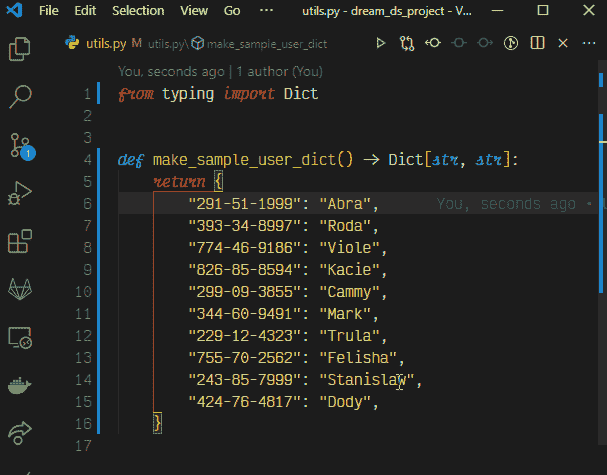 File Edit Selection View Go ··· utils.py - dream_ds_project - V...
utils.py M utils.py\ make_sample_user_dict ···
You, seconds ago | 1 author (You)
1 from typing import Dict
2
3
4 def make_sample_user_dict() → Dict[str, str]:
5 return {
6 "291-51-1999": "Abra", You, seconds ago •
7 "393-34-8997": "Roda",
8 "774-46-9186": "Viole",
9 "826-85-8594": "Kacie",
10 "299-09-3855": "Cammy",
11 "344-60-9491": "Mark",
12 "229-12-4323": "Trula",
13 "755-70-2562": "Felisha",
14 "243-85-7999": "Stanislaw",
15 "424-76-4817": "Dody",
16 }
17
1